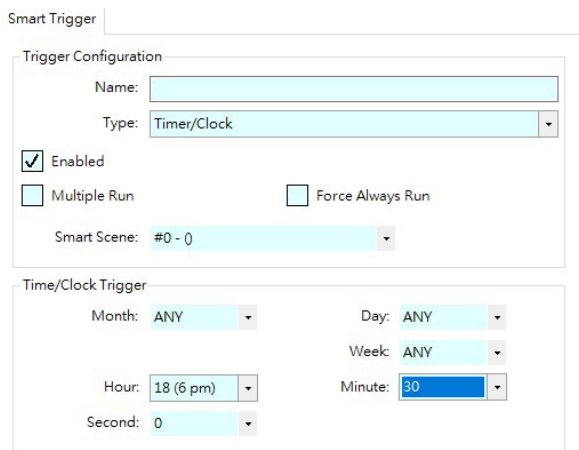 Smart Trigger
Trigger Configuration
Name:
Type: Timer/Clock
Enabled
Multiple Run Force Always Run
Smart Scene: #0 - ()
Time/Clock Trigger
Month: ANY Day: ANY
Week: ANY
Hour: 18 (6 pm) Minute: 30
Second: 0